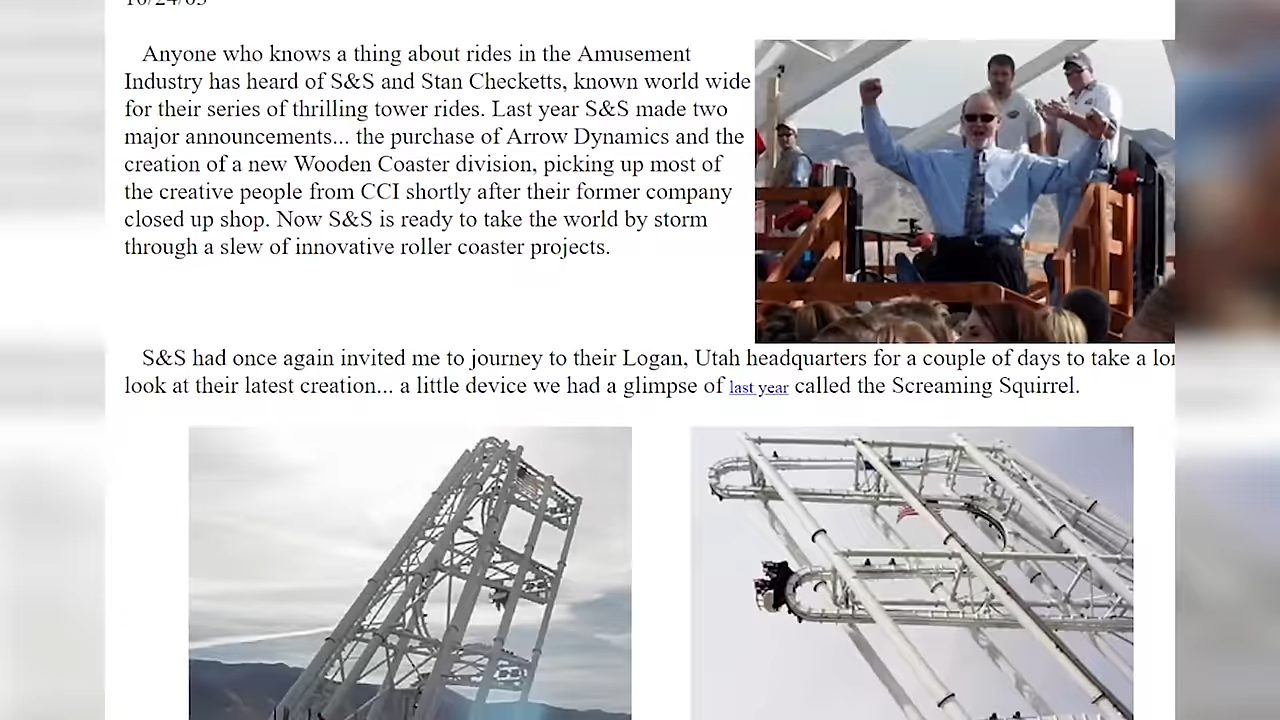 10/24/03
Anyone who knows a thing about rides in the Amusement
Industry has heard of S&S and Stan Checketts, known world wide
for their series of thrilling tower rides. Last year S&S made two
major announcements... the purchase of Arrow Dynamics and the
creation of a new Wooden Coaster division, picking up most of
the creative people from CCI shortly after their former company
closed up shop. Now S&S is ready to take the world by storm
through a slew of innovative roller coaster projects.
S&S had once again invited me to journey to their Logan, Utah headquarters for a couple of days to take a
look at their latest creation... a little device we had a glimpse of last year called the Screaming Squirrel.